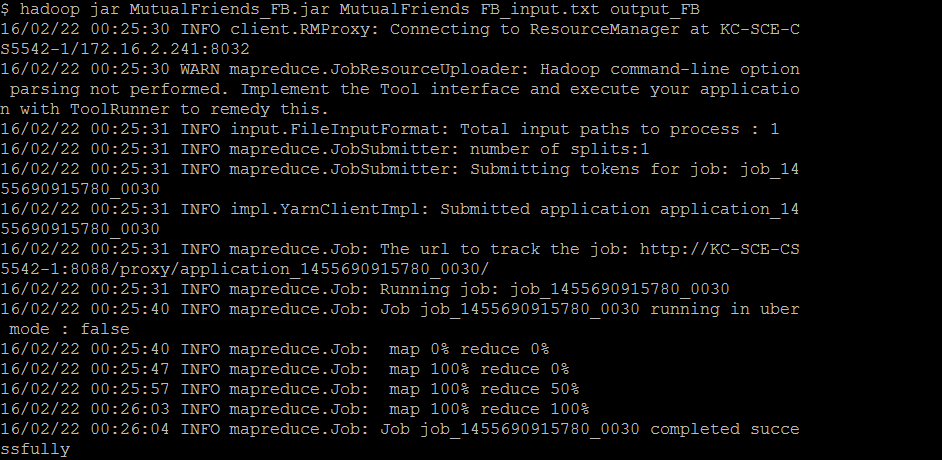 $ hadoop jar MutualFriends_FB.jar MutualFriends FB_input.txt output_FB
16/02/22 00:25:30 INFO client.RMProxy: Connecting to ResourceManager at KC-SCE-C
S5542-1/172.16.2.241:8032
16/02/22 00:25:30 WARN mapreduce.JobResourceUploader: Hadoop command-line option
 parsing not performed. Implement the Tool interface and execute your applicatio
n with ToolRunner to remedy this.
16/02/22 00:25:31 INFO input.FileInputFormat: Total input paths to process : 1
16/02/22 00:25:31 INFO mapreduce.JobSubmitter: number of splits:1
16/02/22 00:25:31 INFO mapreduce.JobSubmitter: Submitting tokens for job: job_14
55690915780_0030
16/02/22 00:25:31 INFO impl.YarnClientImpl: Submitted application application_14
55690915780_0030
16/02/22 00:25:31 INFO mapreduce.Job: The url to track the job: http://KC-SCE-CS
5542-1:8088/proxy/application_1455690915780_0030/
16/02/22 00:25:31 INFO mapreduce.Job: Running job: job_1455690915780_0030
16/02/22 00:25:40 INFO mapreduce.Job: Job job_1455690915780_0030 running in uber
 mode : false
16/02/22 00:25:40 INFO mapreduce.Job:  map 0% reduce 0%
16/02/22 00:25:47 INFO mapreduce.Job:  map 100% reduce 0%
16/02/22 00:25:57 INFO mapreduce.Job:  map 100% reduce 50%
16/02/22 00:26:03 INFO mapreduce.Job:  map 100% reduce 100%
16/02/22 00:26:04 INFO mapreduce.Job: Job job_1455690915780_0030 completed succe
ssfully